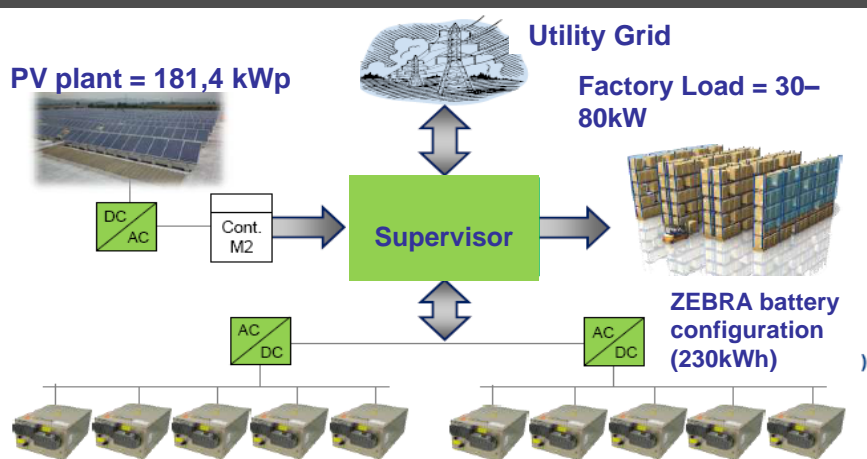 Utility Grid
PV plant = 181,4 kWp
Factory Load = 30–
80kW
DC
AC
Cont.
M2
Supervisor
ZEBRA battery
configuration
(230kWh)
)
AC
DC
AC
DC